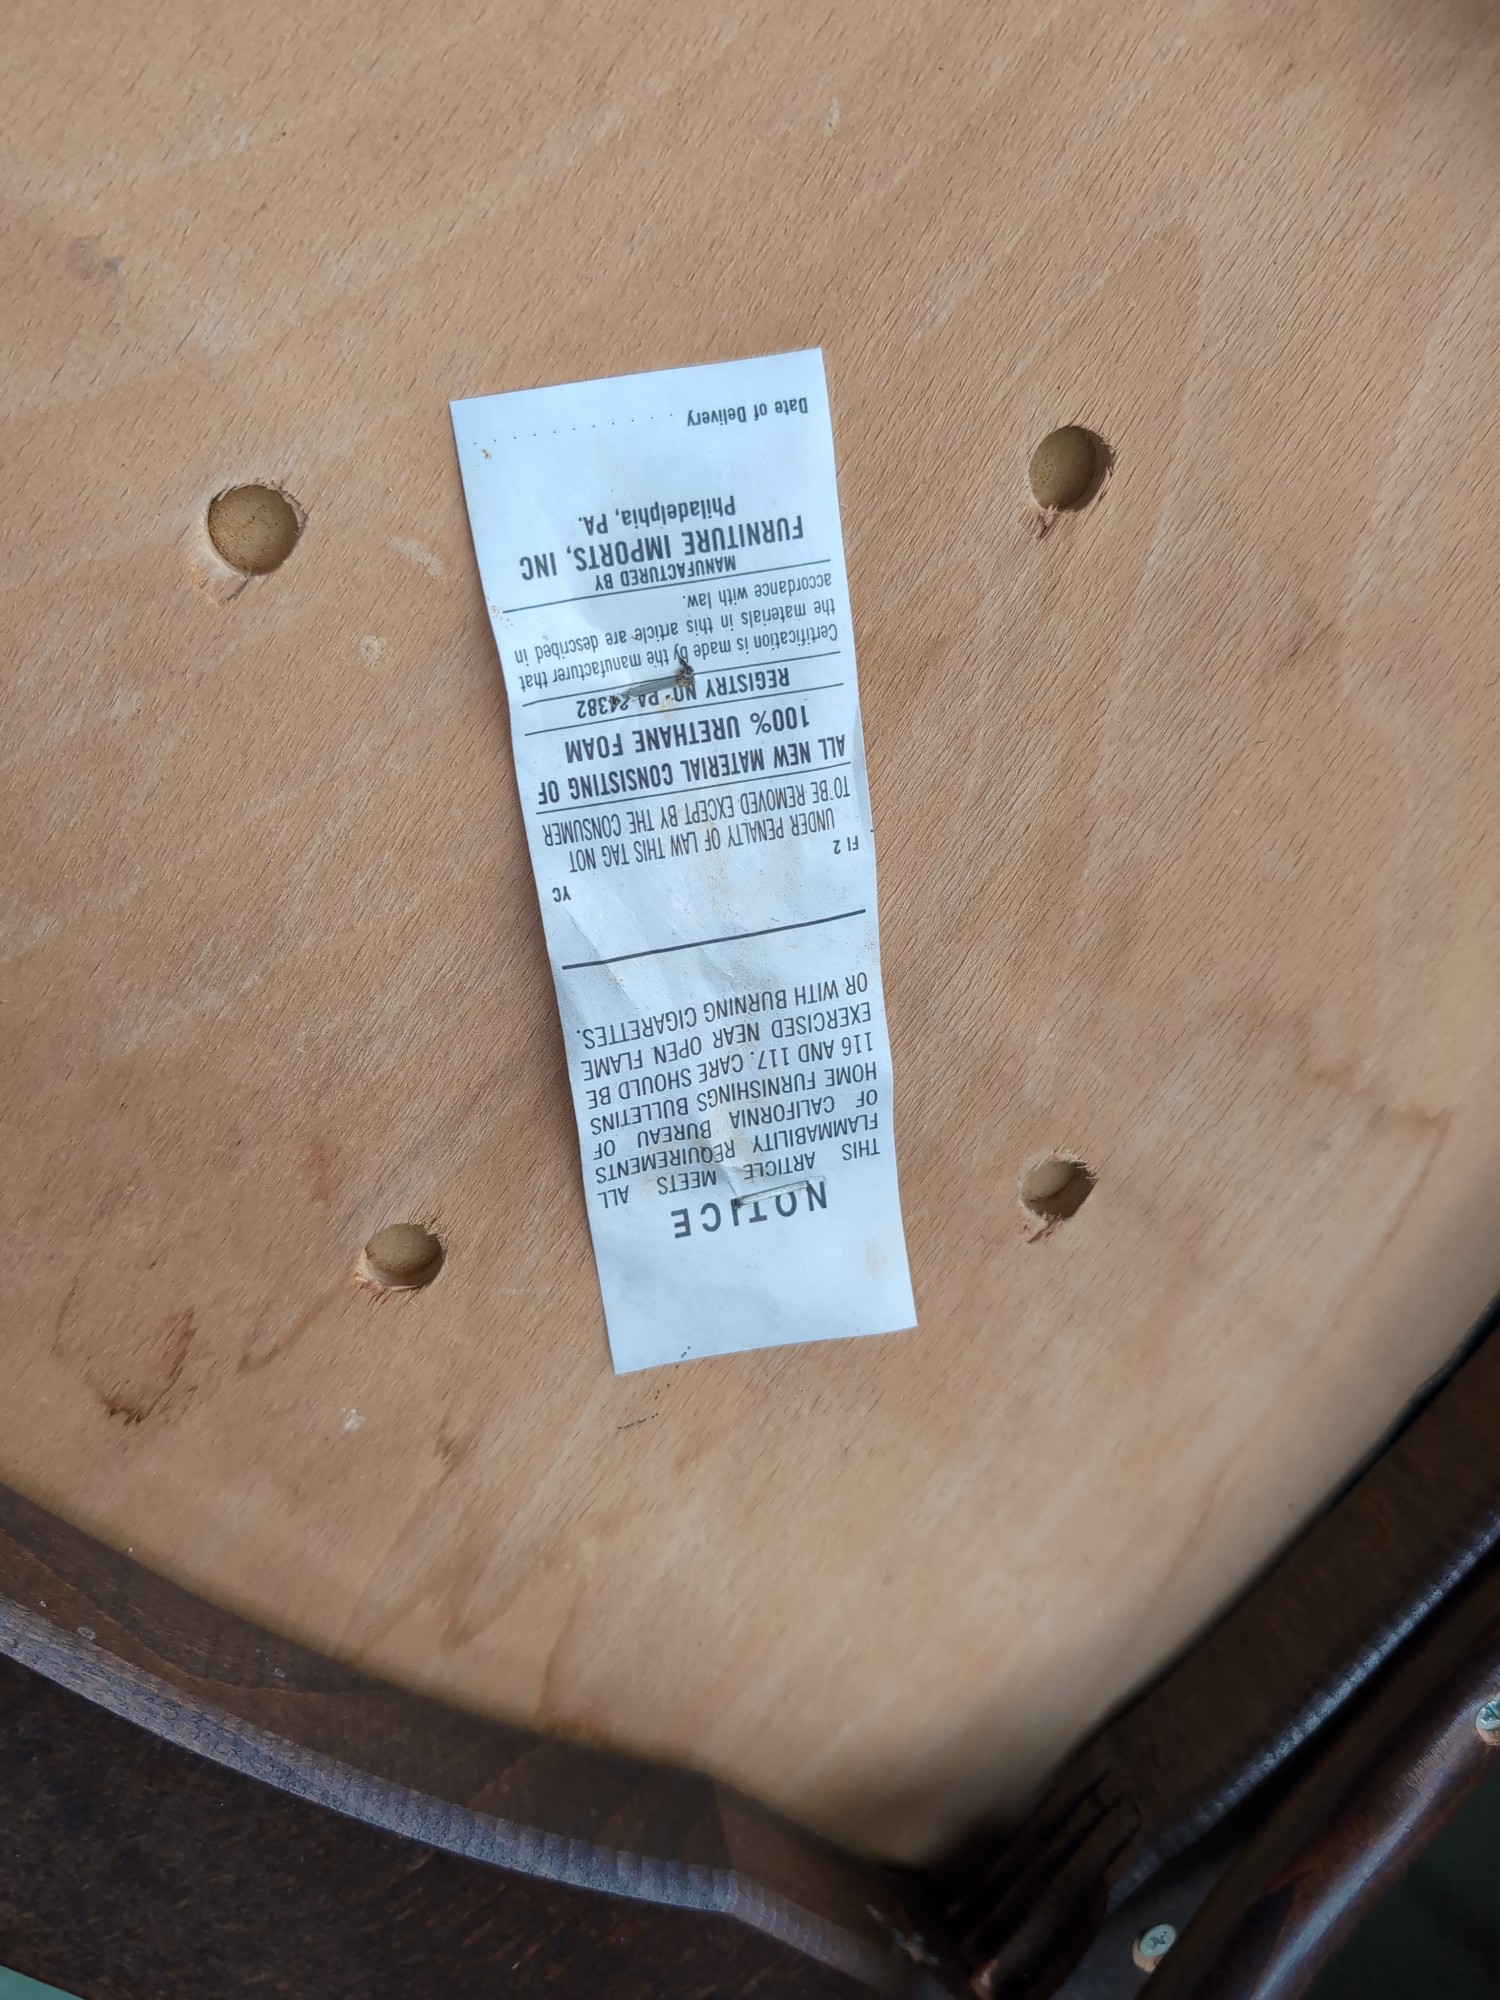 NOTICE
THIS ARTICLE MEETS ALL
FLAMMABILITY REQUIREMENTS
OF CALIFORNIA BUREAU OF
HOME FURNISHINGS BULLETINS
116 AND 117. CARE SHOULD BE
EXERCISED NEAR OPEN FLAME
OR WITH BURNING CIGARETTES.
YC
FI 2
UNDER PENALTY OF LAW THIS TAG NOT
TO BE REMOVED EXCEPT BY THE CONSUMER
ALL NEW MATERIAL CONSISTING OF
100% URETHANE FOAM
REGISTRY NO. PA 24382
Certification is made by the manufacturer that
the materials in this article are described in
accordance with law.
MANUFACTURED BY
FURNITURE IMPORTS, INC
Philadelphia, PA.
Date of Delivery . . . . . . . . . . .